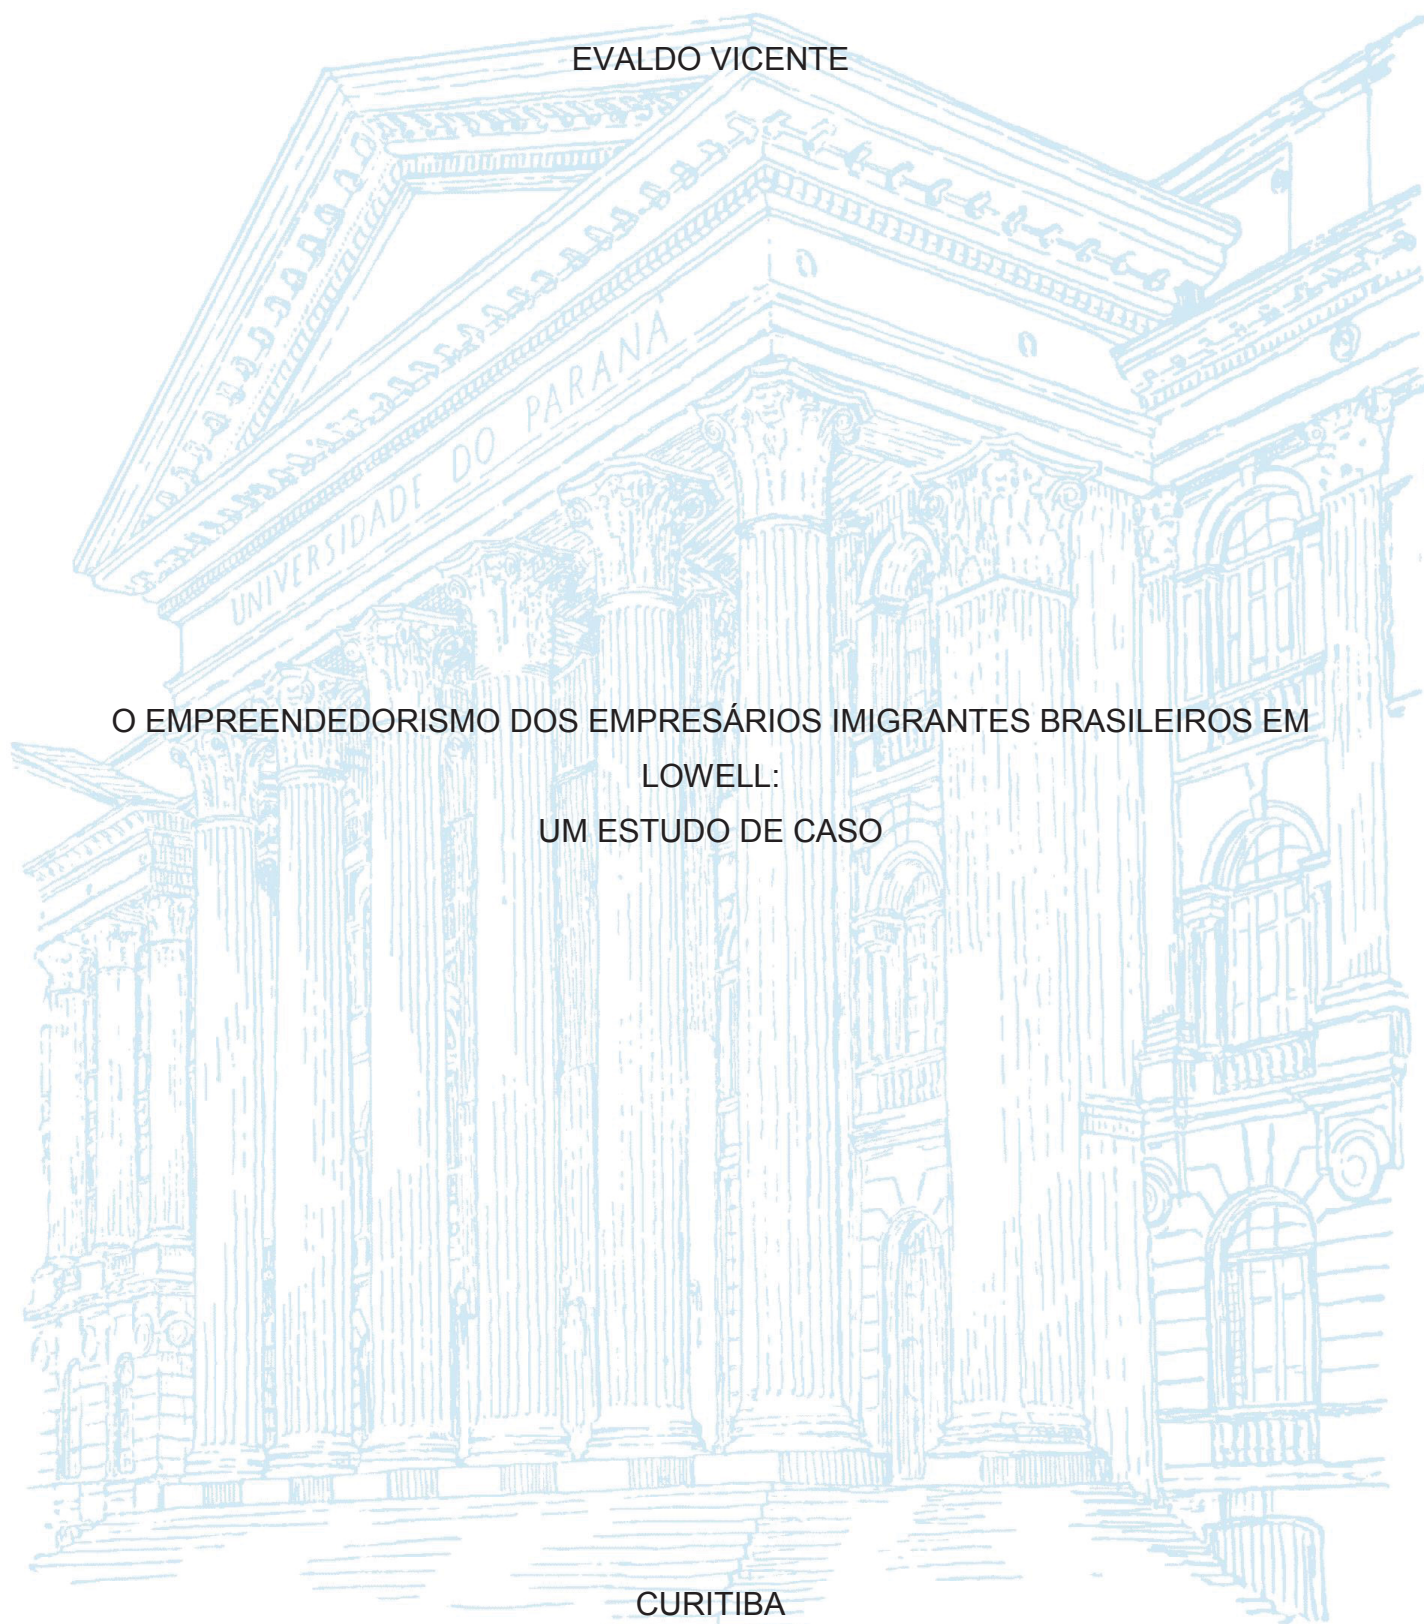 EVALDO VICENTE
UNIVERSIDADE DO PARANÁ
O EMPREENDEDORISMO DOS EMPRESÁRIOS IMIGRANTES BRASILEIROS EM
LOWELL:
UM ESTUDO DE CASO
CURITIBA